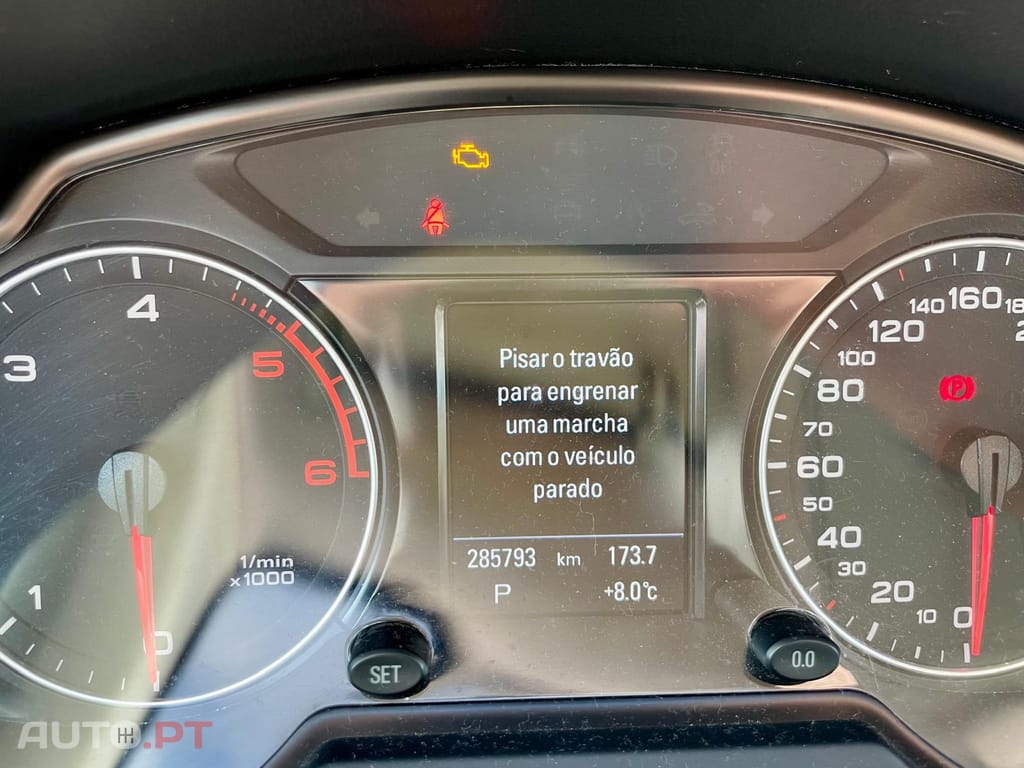 4
3
5
6
1/min
x1000
1
0
Pisar o travão
para engrenar
uma marcha
com o veículo
parado
285793 km 173.7
P +8.0°c
SET
0.0
160
140
120
100
80
70
60
50
40
30
20
10
0
P
AUTO.PT